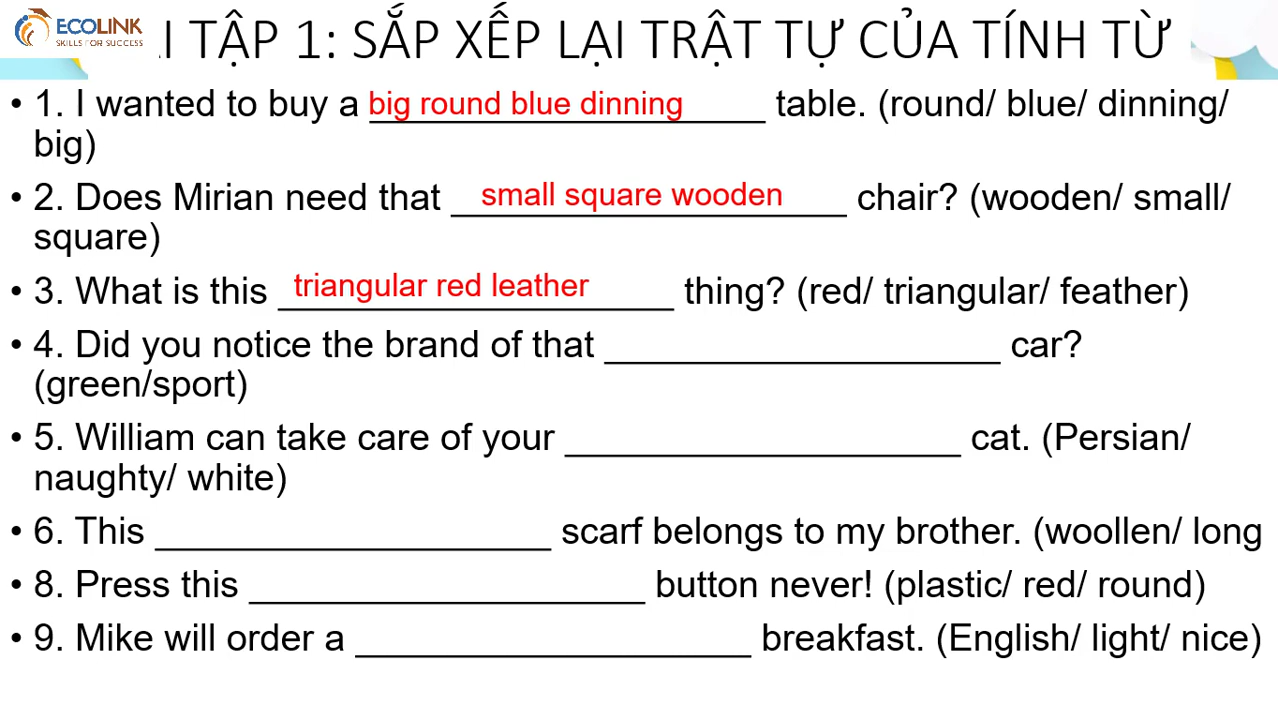 ECOLINK
SKILLS FOR SUCCESS
I TẬP 1: SẮP XẾP LẠI TRẬT TỰ CỦA TÍNH TỪ
• 1. I wanted to buy a big round blue dinning table. (round/ blue/ dinning/
big)
• 2. Does Mirian need that small square wooden chair? (wooden/ small/
square)
• 3. What is this triangular red leather thing? (red/ triangular/ feather)
• 4. Did you notice the brand of that ___________________ car?
(green/sport)
• 5. William can take care of your ___________________ cat. (Persian/
naughty/ white)
• 6. This ___________________ scarf belongs to my brother. (woollen/ long
• 8. Press this ___________________ button never! (plastic/ red/ round)
• 9. Mike will order a ___________________ breakfast. (English/ light/ nice)